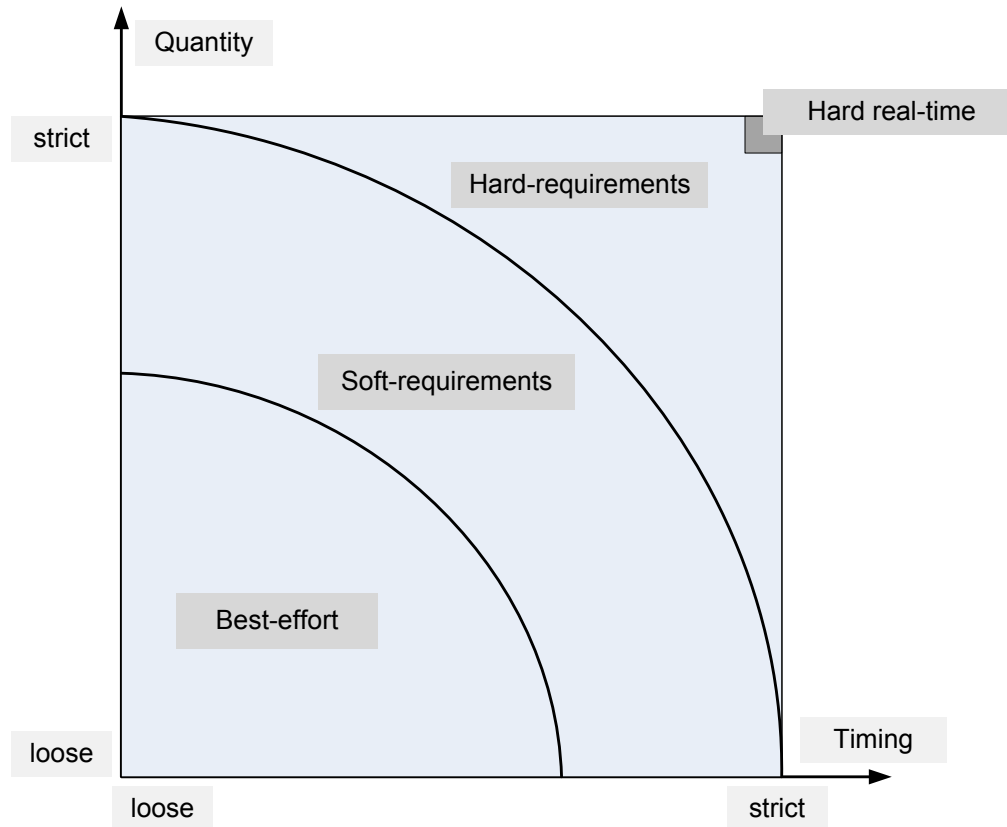 Quantity
Hard real-time
strict
Hard-requirements
Soft-requirements
Best-effort
Timing
loose
loose
strict